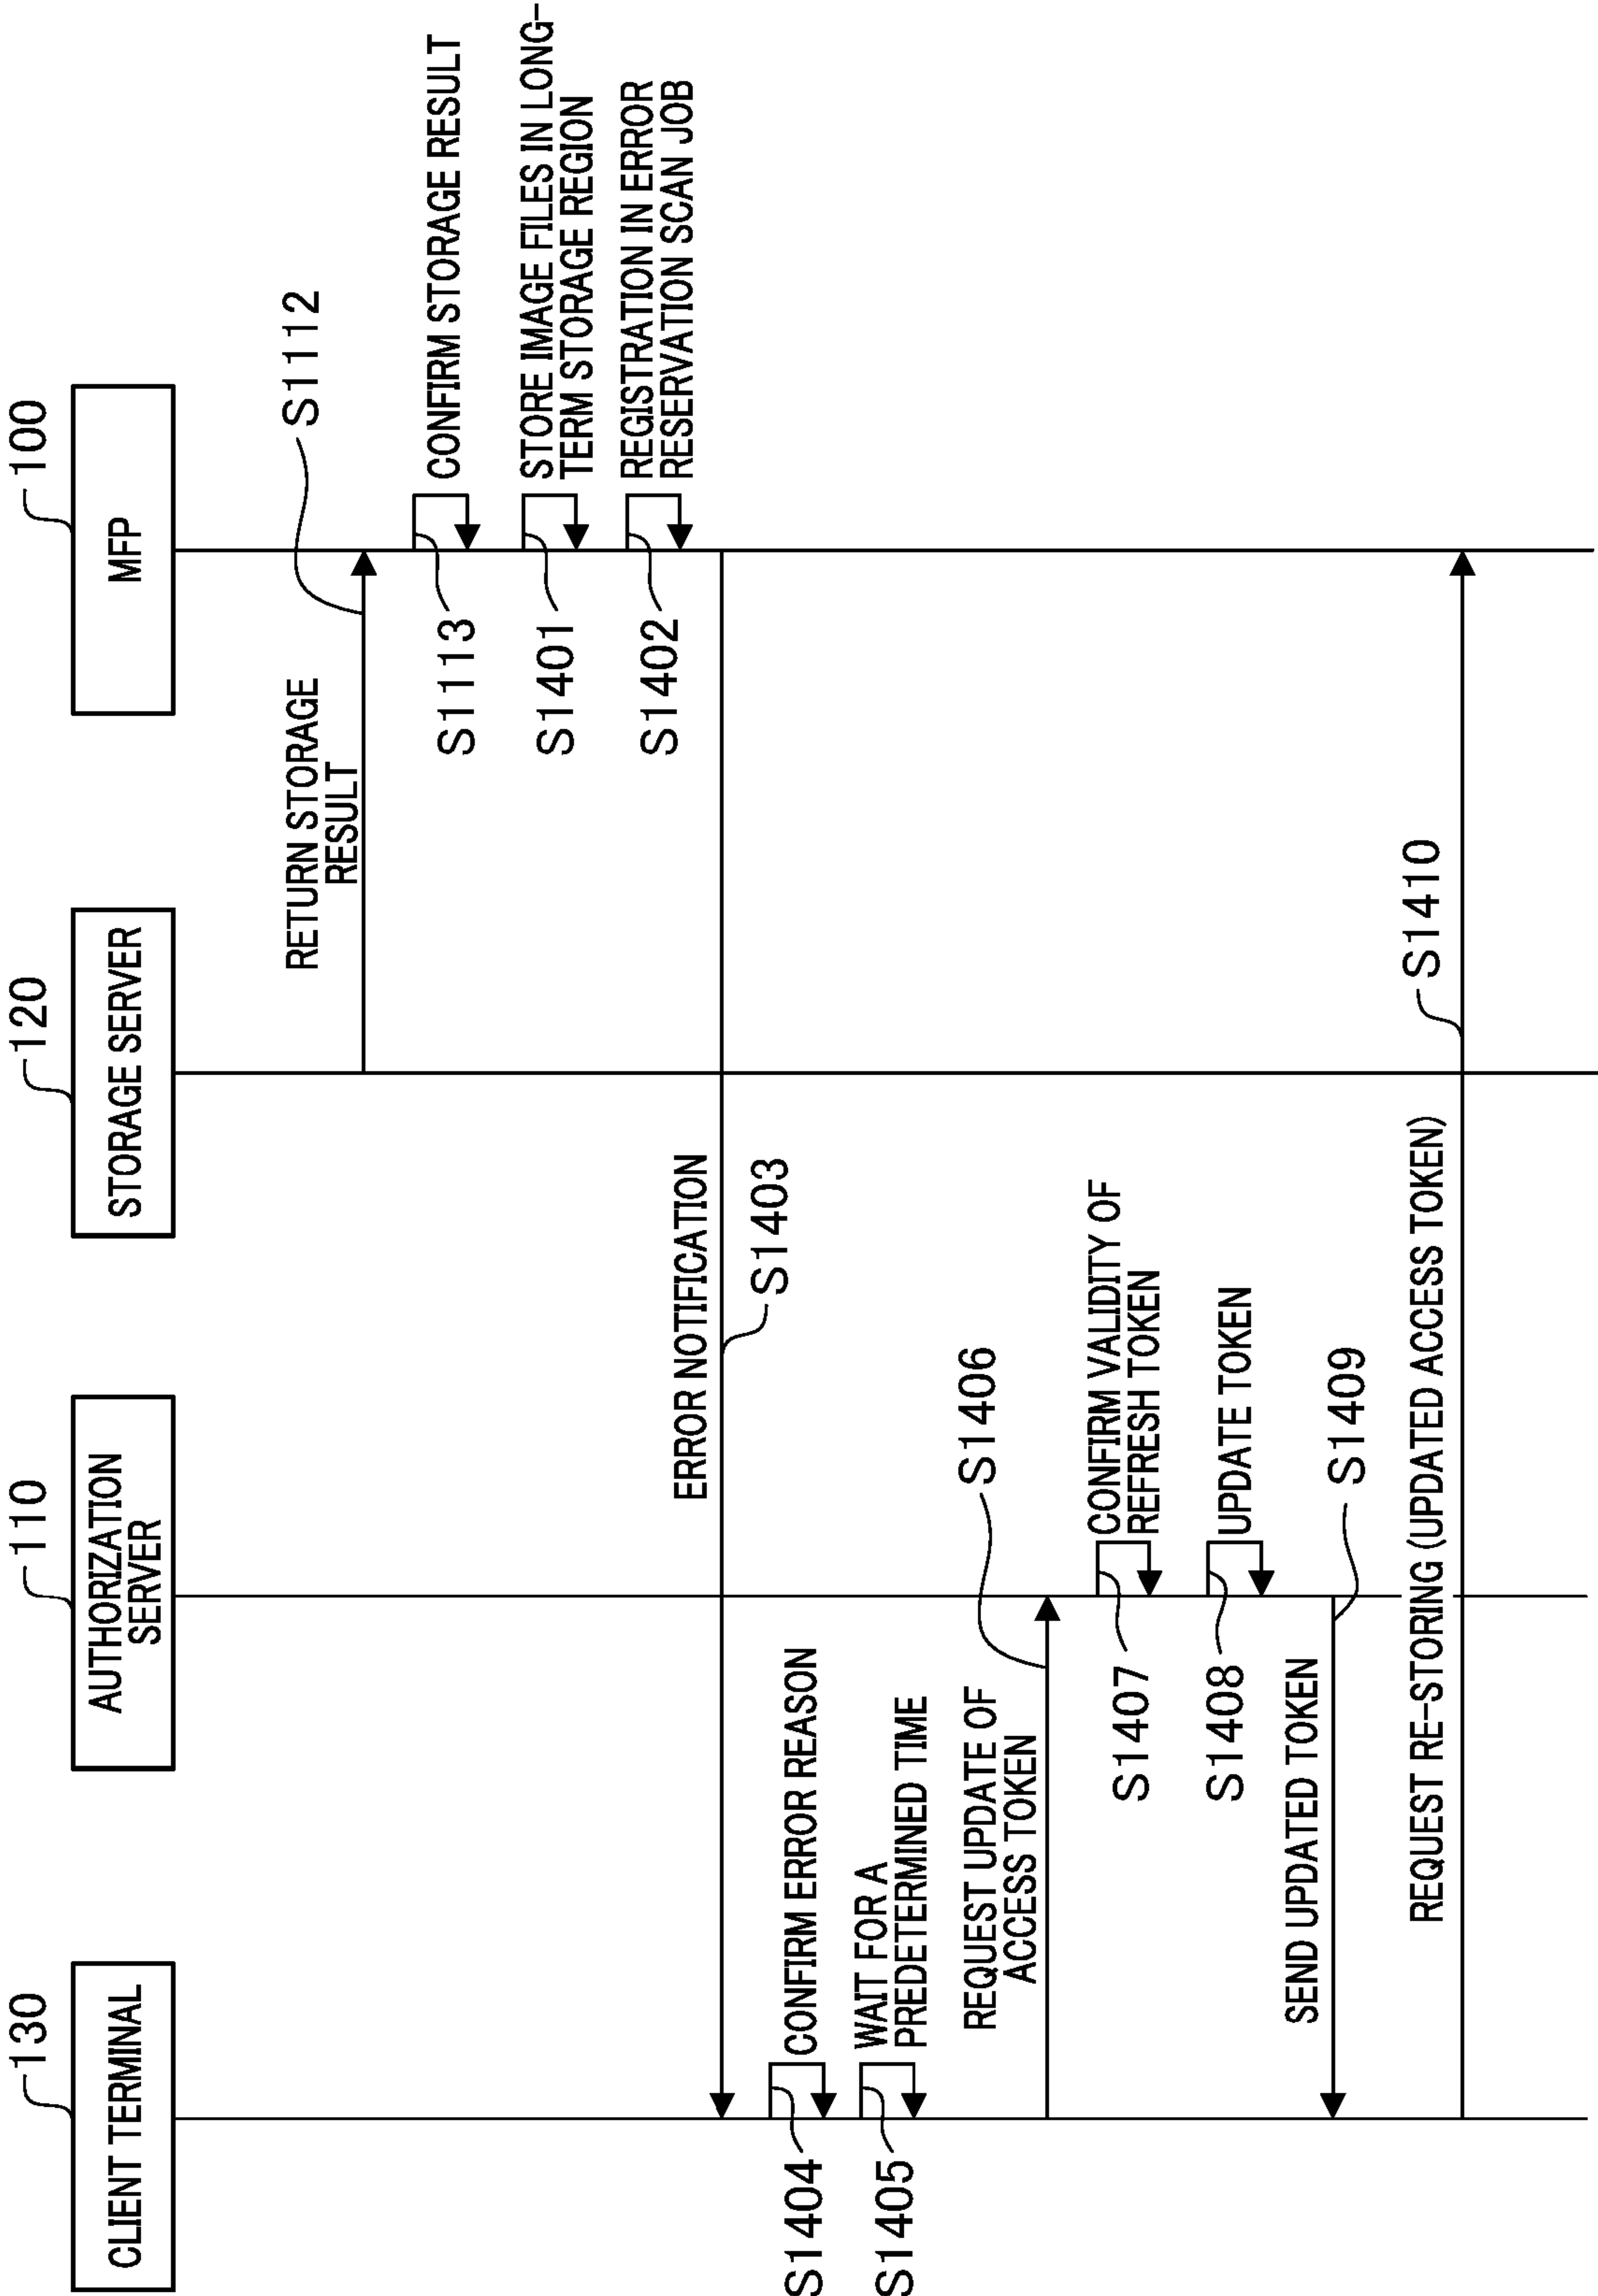 130
CLIENT TERMINAL
110
AUTHORIZATION
SERVER
120
STORAGE SERVER
100
MFP
RETURN STORAGE
RESULT
S1112
CONFIRM STORAGE RESULT
S1113
STORE IMAGE FILES IN LONG-
TERM STORAGE REGION
S1401
REGISTRATION IN ERROR
RESERVATION SCAN JOB
S1402
ERROR NOTIFICATION
S1403
CONFIRM ERROR REASON
S1404
WAIT FOR A
PREDETERMINED TIME
S1405
REQUEST UPDATE OF
ACCESS TOKEN
S1406
CONFIRM VALIDITY OF
REFRESH TOKEN
S1407
UPDATE TOKEN
S1408
SEND UPDATED TOKEN
S1409
REQUEST RE-STORING (UPDATED ACCESS TOKEN)
S1410